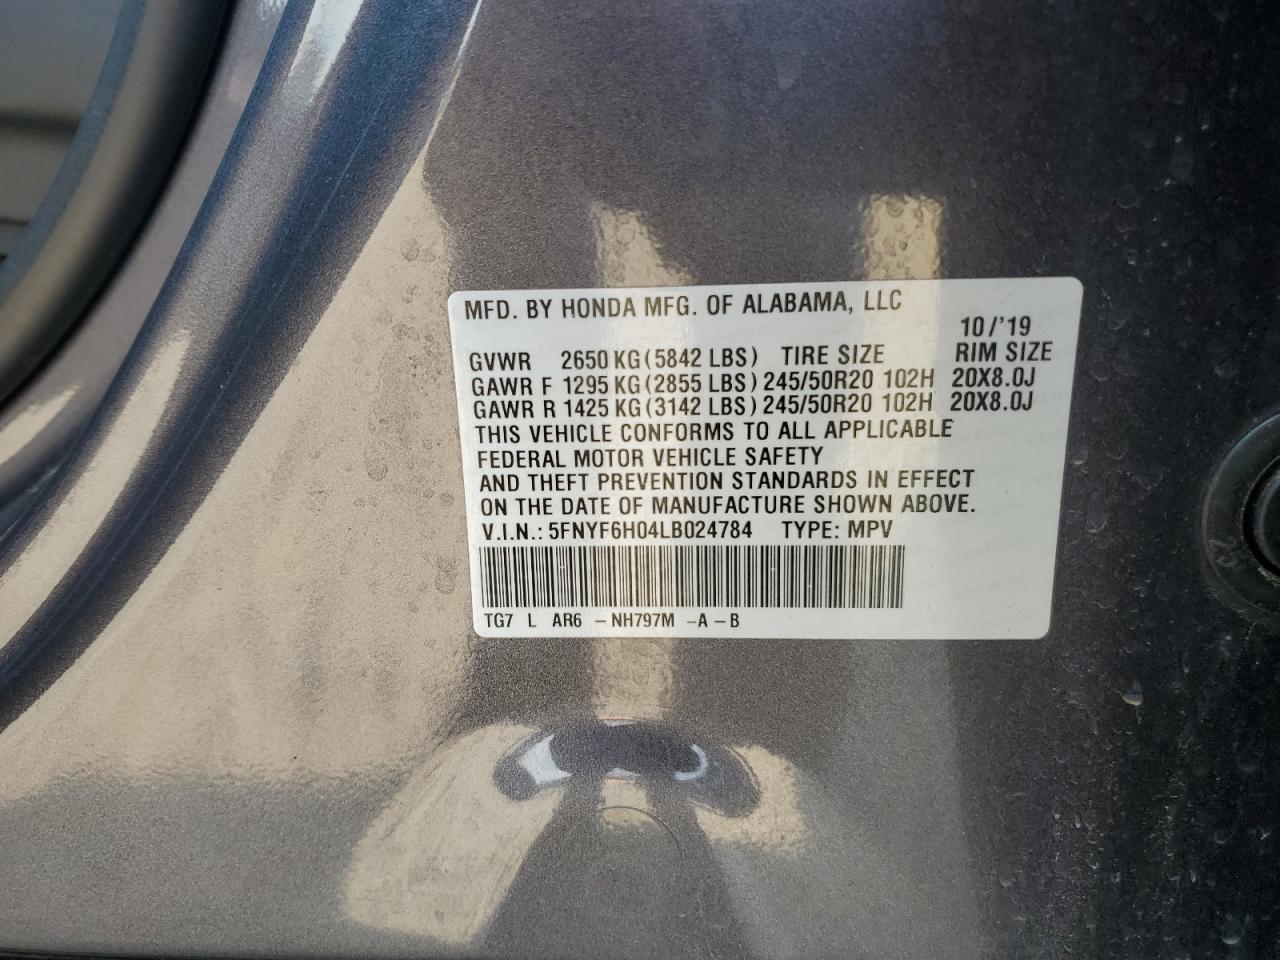 MFD. BY HONDA MFG. OF ALABAMA, LLC
10/'19
GVWR 2650 KG (5842 LBS) TIRE SIZE RIM SIZE
GAWR F 1295 KG (2855 LBS) 245/50R20 102H 20X8.0J
GAWR R 1425 KG (3142 LBS) 245/50R20 102H 20X8.0J
THIS VEHICLE CONFORMS TO ALL APPLICABLE
FEDERAL MOTOR VEHICLE SAFETY
AND THEFT PREVENTION STANDARDS IN EFFECT
ON THE DATE OF MANUFACTURE SHOWN ABOVE.
V.I.N.: 5FNYF6H04LB024784 TYPE: MPV
TG7 L AR6 -NH797M -A-B